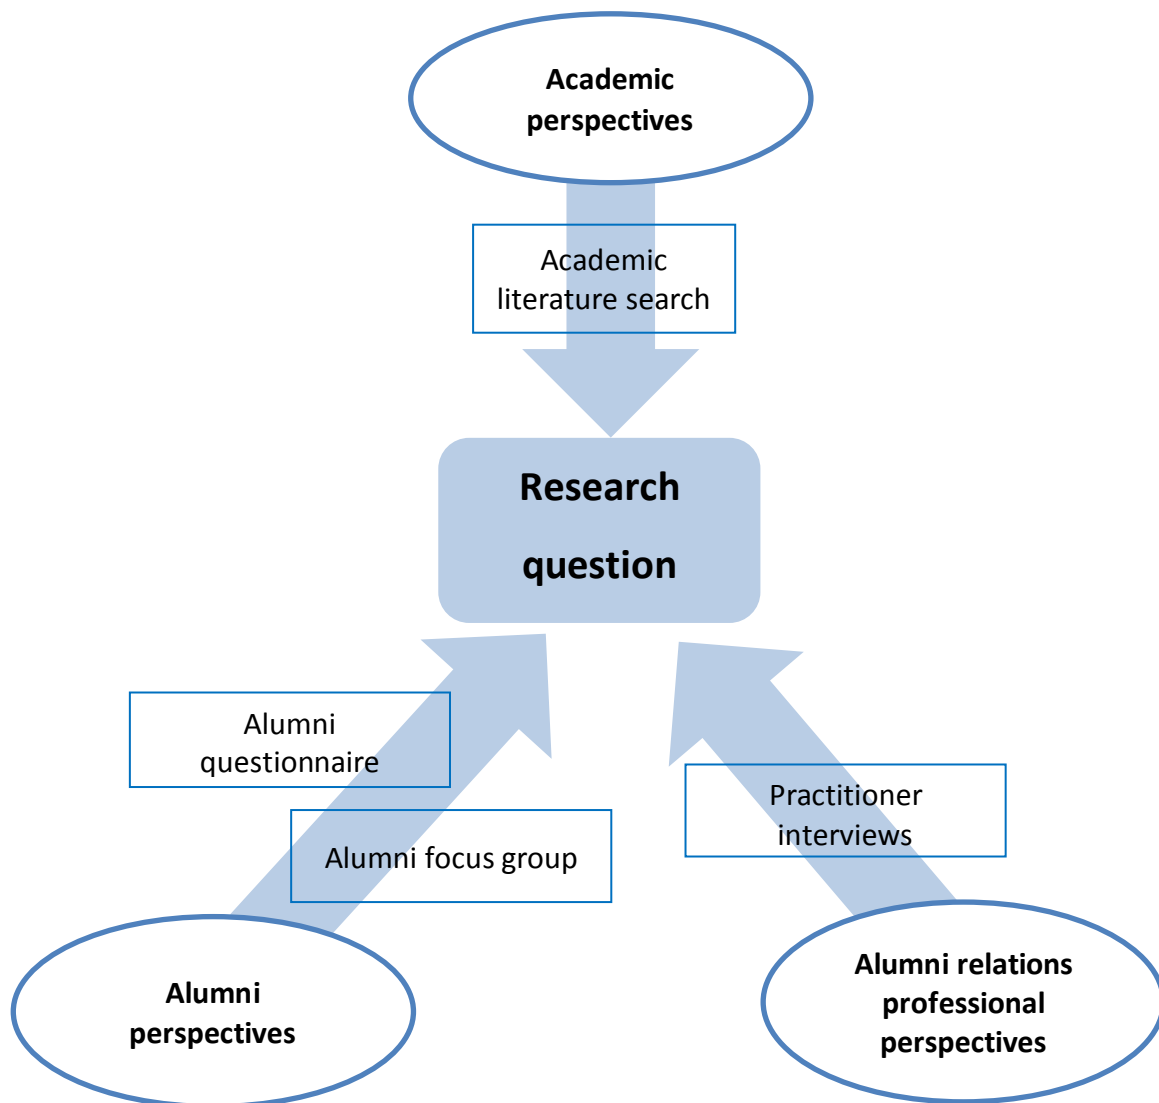 Academic
perspectives
Academic
literature search
Research
question
Alumni
questionnaire
Alumni focus group
Practitioner
interviews
Alumni
perspectives
Alumni relations
professional
perspectives